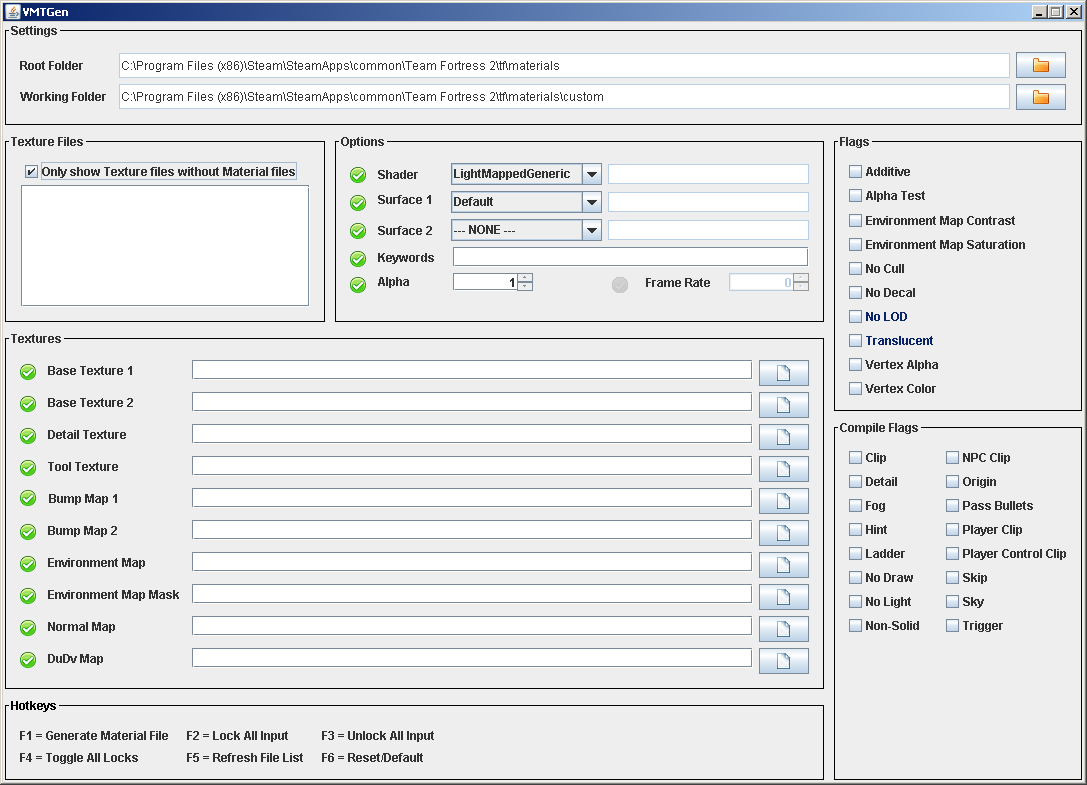 VMTGen
Settings
Root Folder C:\Program Files (x86)\Steam\SteamApps\common\Team Fortress 2\tf\materials
Working Folder C:\Program Files (x86)\Steam\SteamApps\common\Team Fortress 2\tf\materials\custom
Texture Files
Only show Texture files without Material files
Options
Shader LightMappedGeneric
Surface 1 Default
Surface 2 --- NONE ---
Keywords
Alpha 1 Frame Rate 0
Flags
Additive
Alpha Test
Environment Map Contrast
Environment Map Saturation
No Cull
No Decal
No LOD
Translucent
Vertex Alpha
Vertex Color
Textures
Base Texture 1
Base Texture 2
Detail Texture
Tool Texture
Bump Map 1
Bump Map 2
Environment Map
Environment Map Mask
Normal Map
DuDv Map
Compile Flags
Clip NPC Clip
Detail Origin
Fog Pass Bullets
Hint Player Clip
Ladder Player Control Clip
No Draw Skip
No Light Sky
Non-Solid Trigger
Hotkeys
F1 = Generate Material File F2 = Lock All Input F3 = Unlock All Input
F4 = Toggle All Locks F5 = Refresh File List F6 = Reset/Default